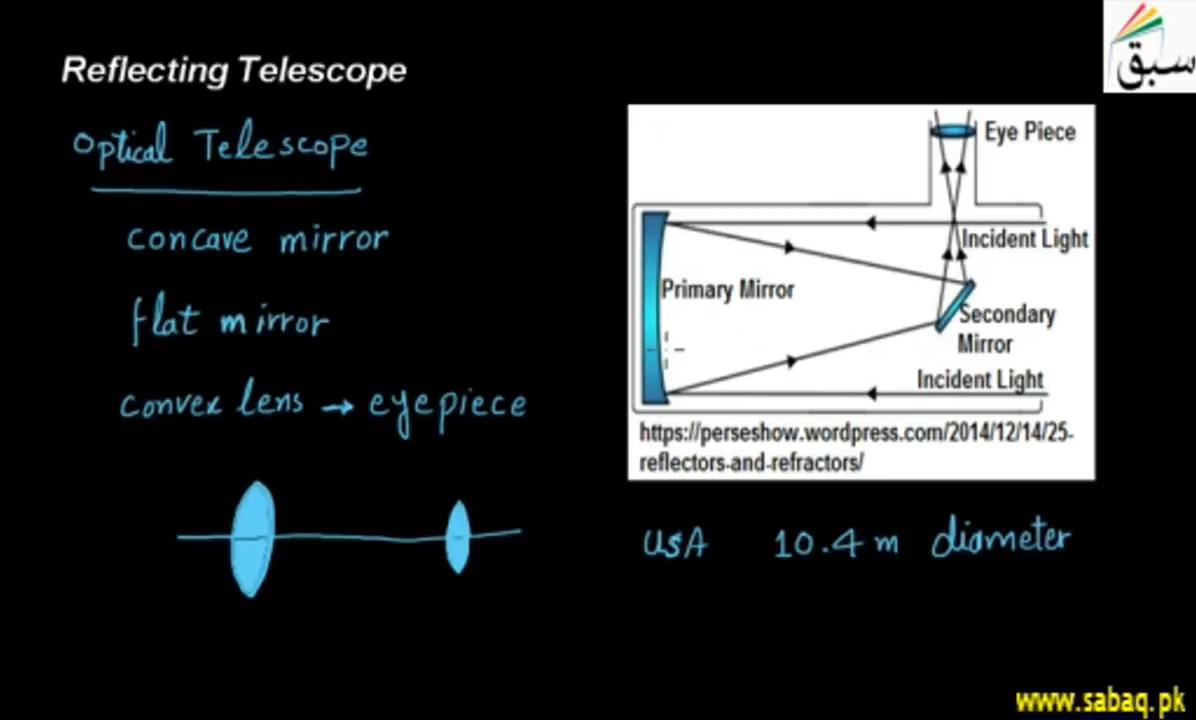 سبق
Reflecting Telescope
Optical Telescope
concave mirror
flat mirror
convex lens → eyepiece
Eye Piece
Incident Light
Primary Mirror
Secondary
Mirror
Incident Light
https://perseshow.wordpress.com/2014/12/14/25-
reflectors-and-refractors/
USA 10.4 m diameter
www.sabaq.pk